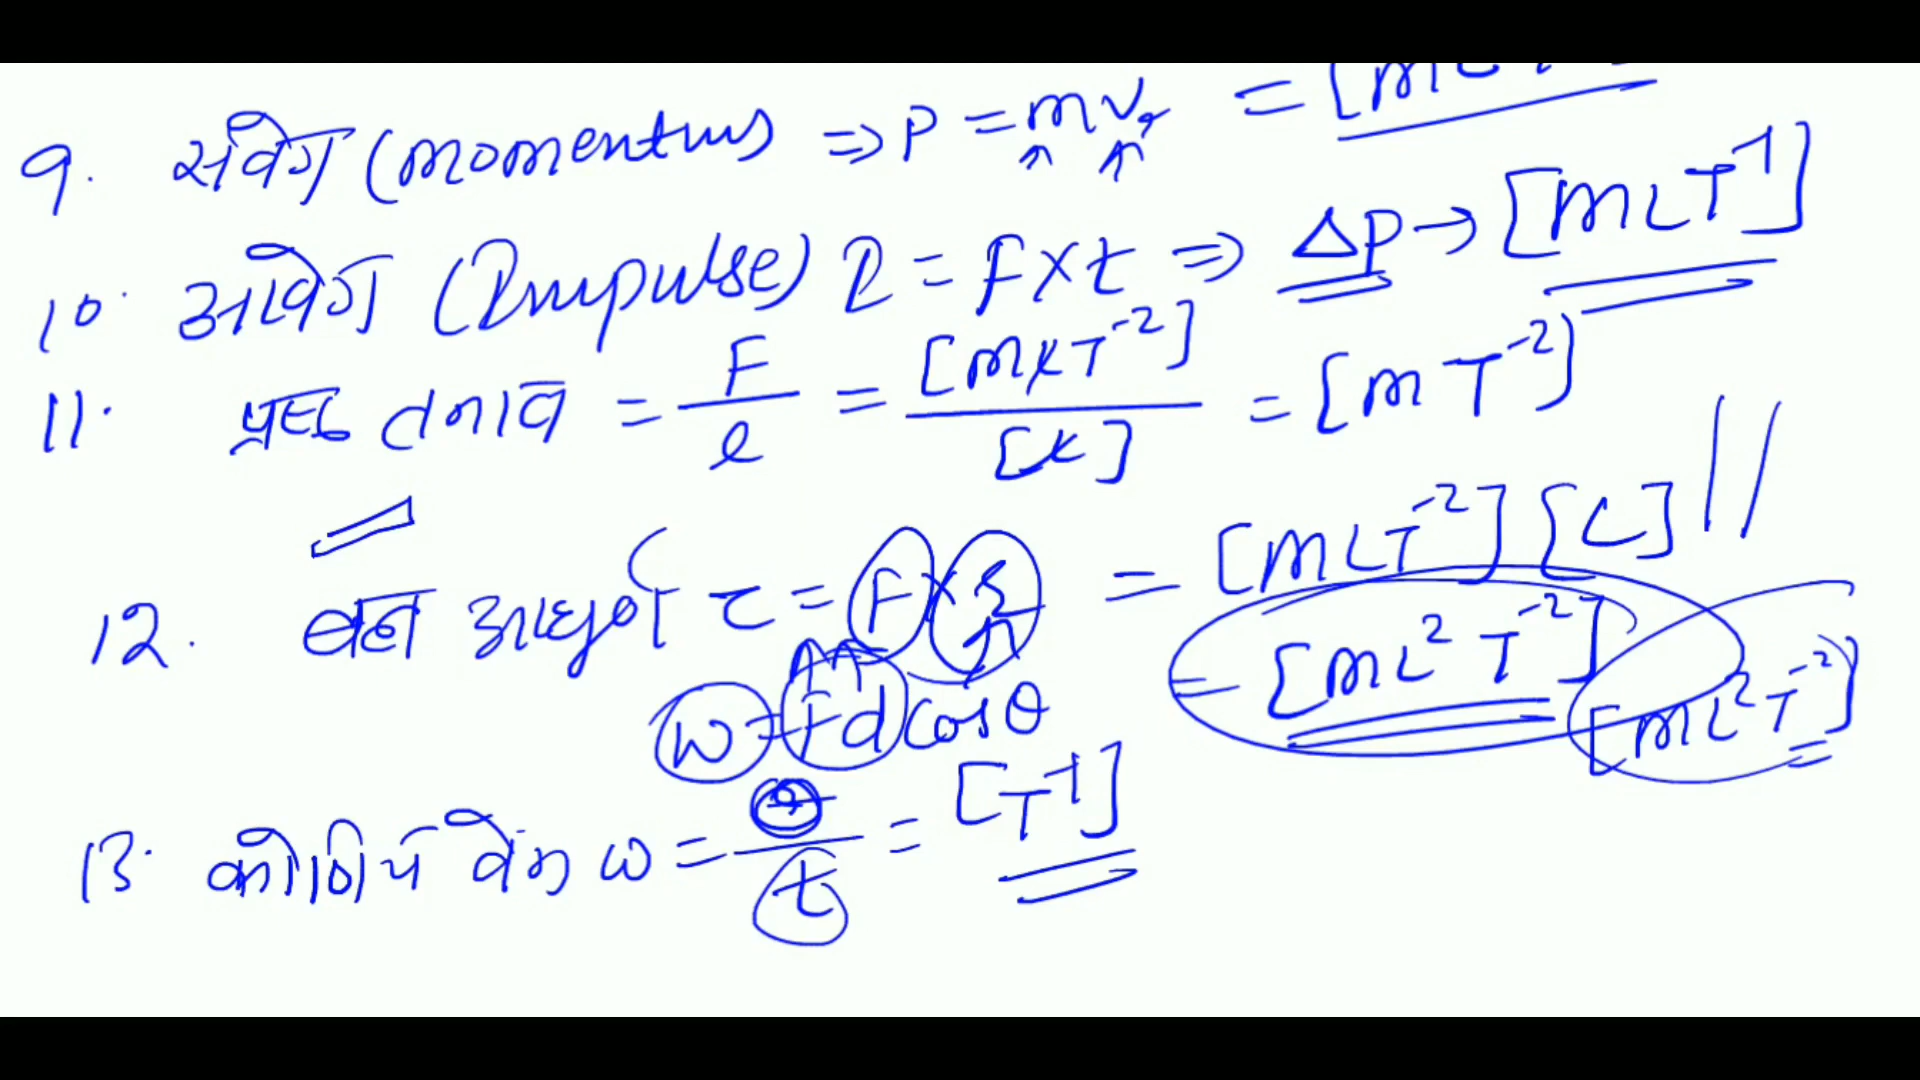 9. संवेग (momentum ⇒ P = mv = [MLT
10. आवेग (Impulse) I = F×t ⇒ ΔP → [MLT⁻¹]
11. पृष्ठ तनाव = F/l = [MLT⁻²]/[L] = [MT⁻²]
12. बल आघूर्ण τ = F×r = [MLT⁻²][L]
= [ML²T⁻²]
W = Fd cosθ [ML²T⁻²]
13. कोणीय वेग ω = θ/t = [T⁻¹]